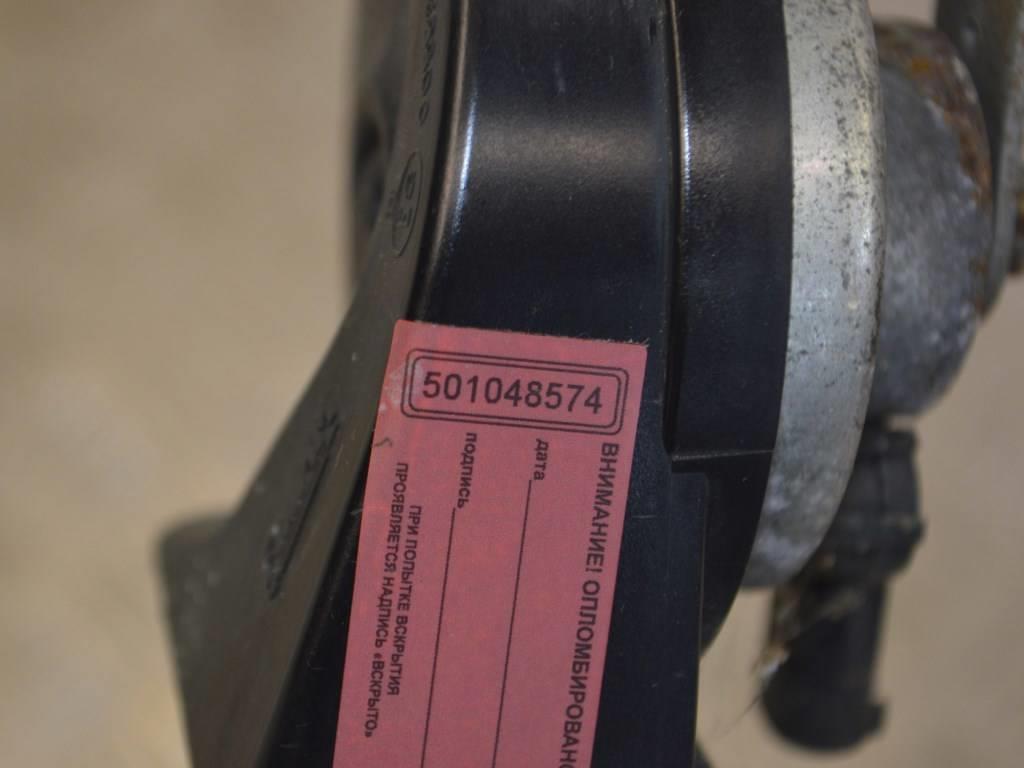 501048574
ВНИМАНИЕ! ОПЛОМБИРОВАНО
дата
подпись
ПРИ ПОПЫТКЕ ВСКРЫТИЯ
ПРОЯВЛЯЕТСЯ НАДПИСЬ «ВСКРЫТО»